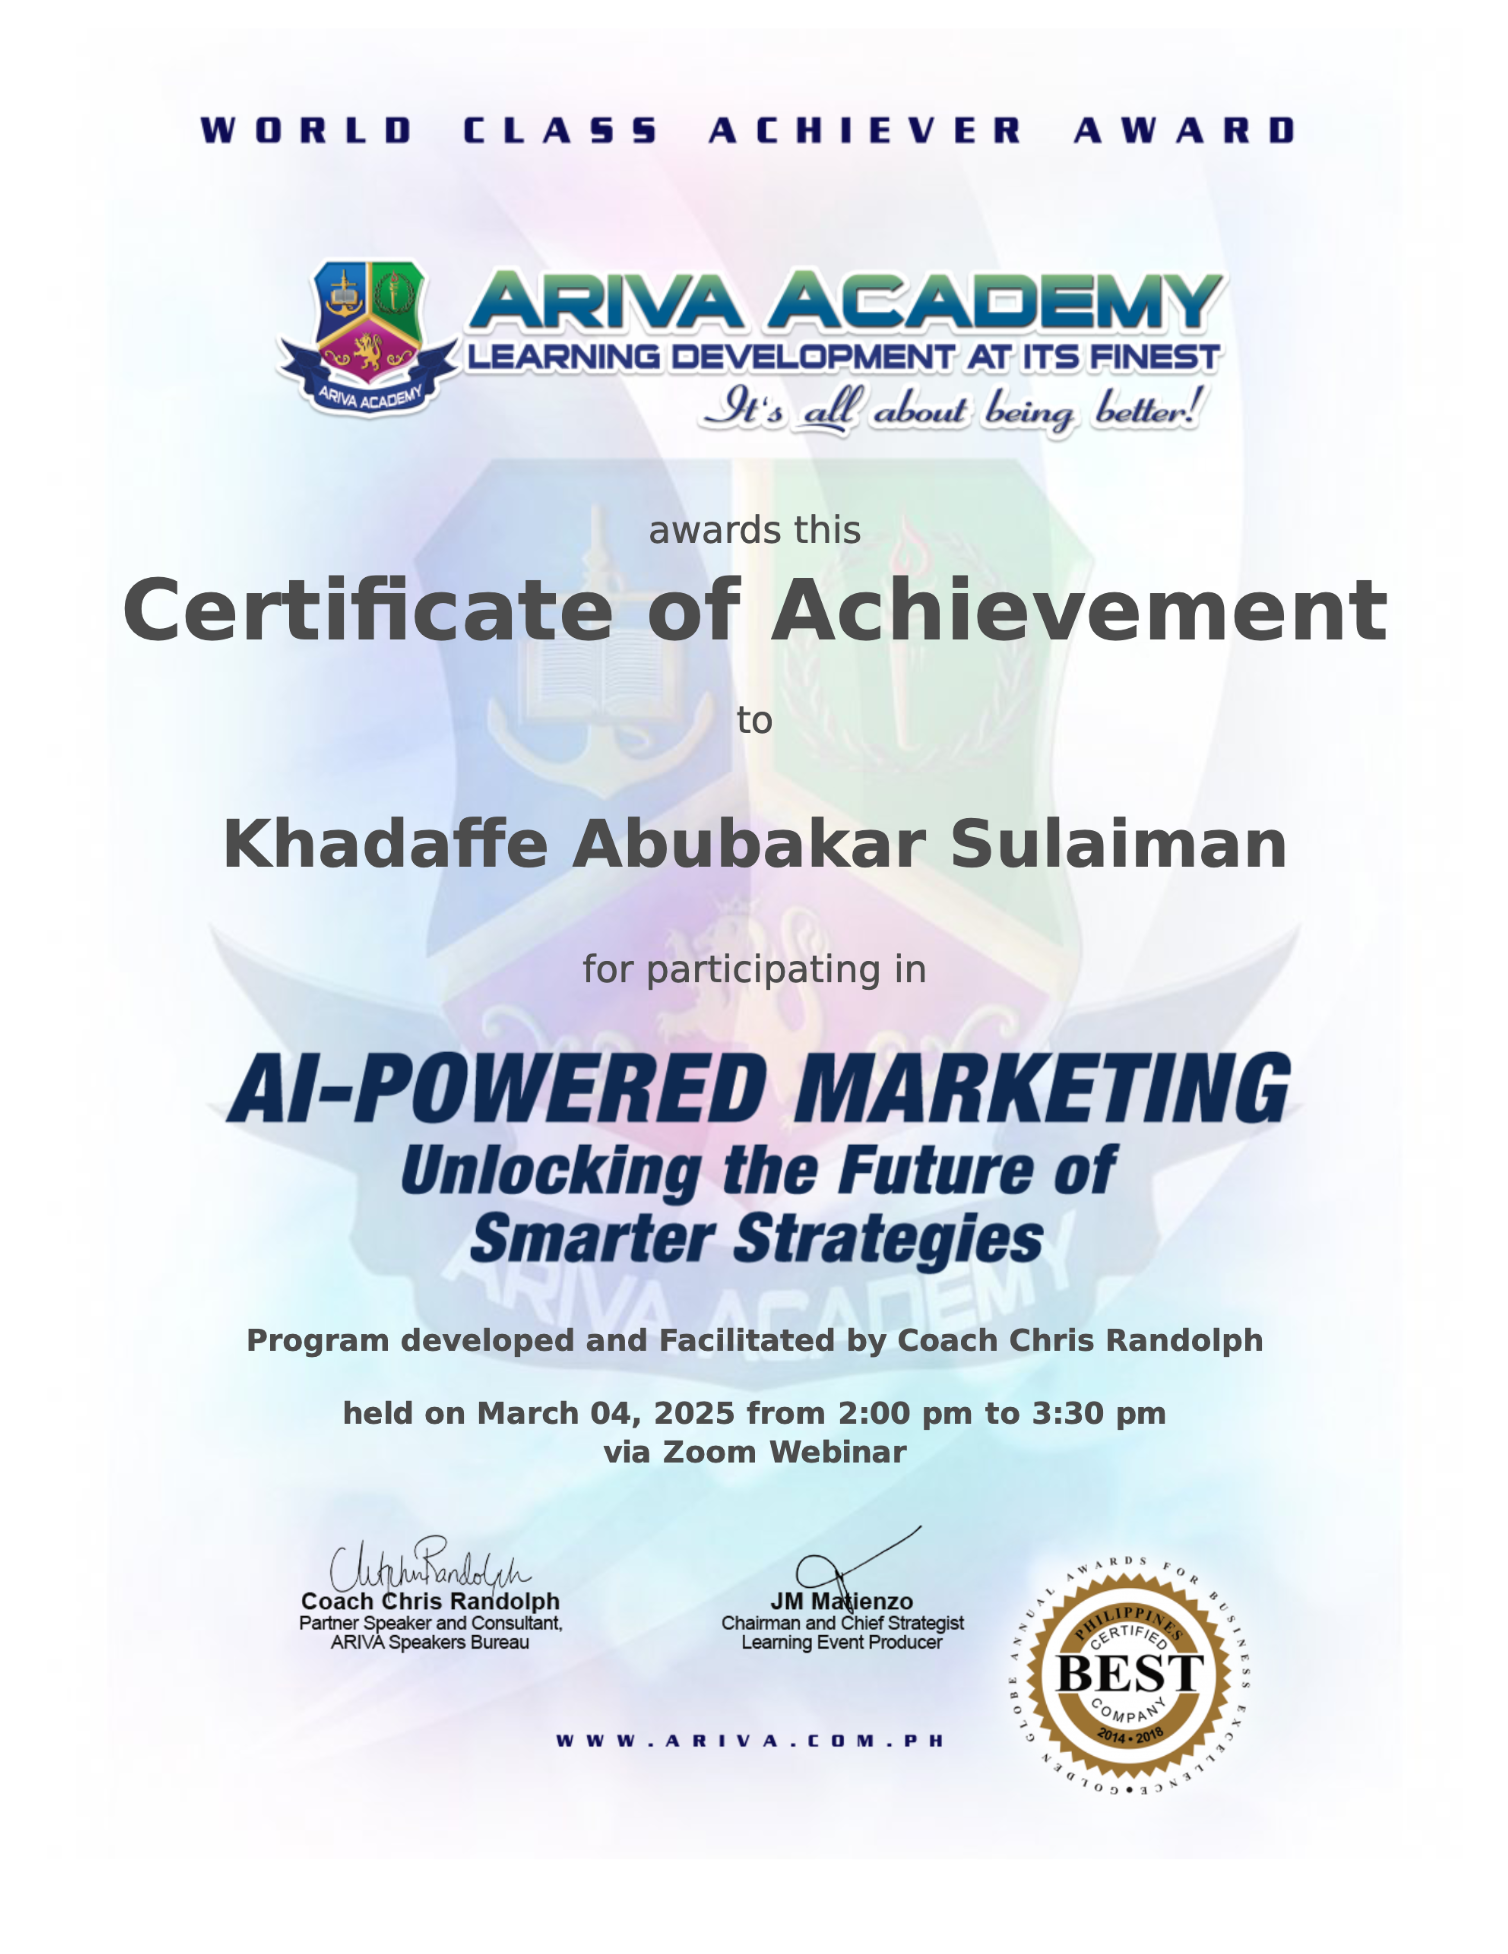 WORLD CLASS ACHIEVER AWARD
ARIVA ACADEMY
ARIVA ACADEMY
LEARNING DEVELOPMENT AT ITS FINEST
It's all about being better!
awards this
Certificate of Achievement
to
Khadaffe Abubakar Sulaiman
for participating in
AI-POWERED MARKETING
Unlocking the Future of
Smarter Strategies
ARIVA ACADEMY
Program developed and Facilitated by Coach Chris Randolph
held on March 04, 2025 from 2:00 pm to 3:30 pm
via Zoom Webinar
Coach Chris Randolph
Partner Speaker and Consultant,
ARIVA Speakers Bureau
JM Matienzo
Chairman and Chief Strategist
Learning Event Producer
GOLDEN GLOBE ANNUAL AWARDS FOR BUSINESS EXCELLENCE
PHILIPPINES
CERTIFIED
BEST
COMPANY
2014 • 2018
WWW.ARIVA.COM.PH